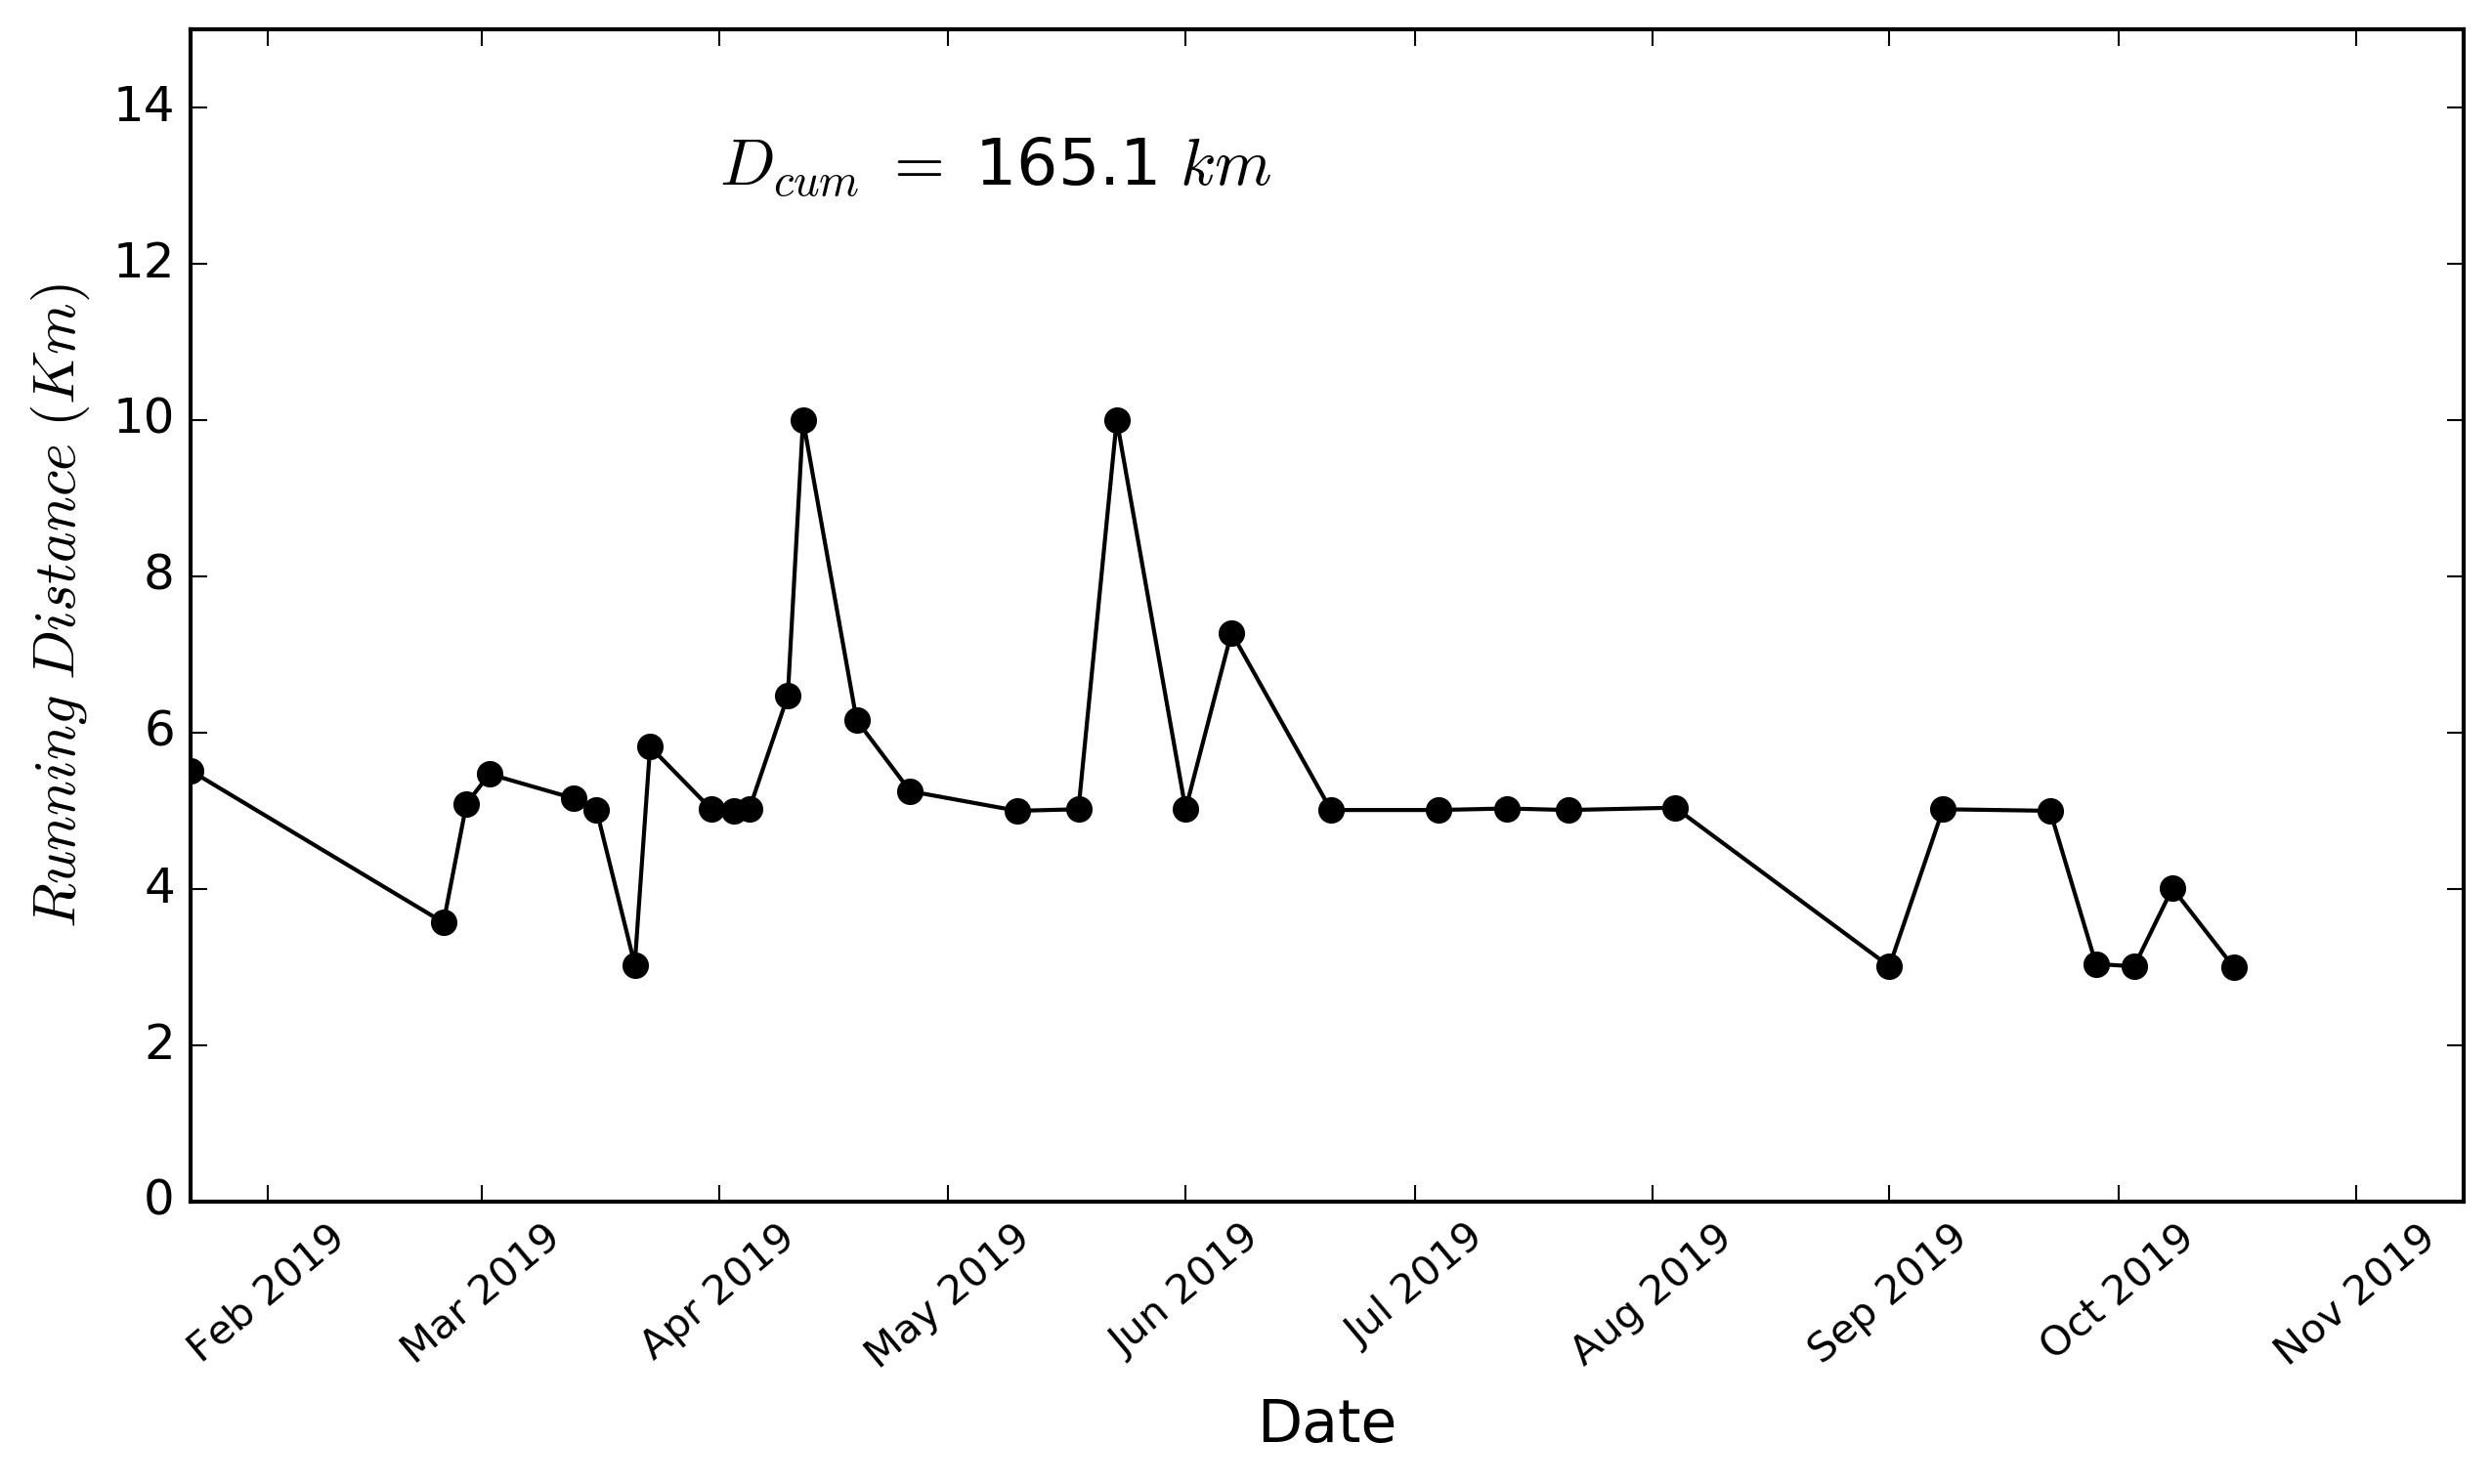 D_cum = 165.1 km
Running Distance (Km)
14
12
10
8
6
4
2
0
Feb 2019
Mar 2019
Apr 2019
May 2019
Jun 2019
Jul 2019
Aug 2019
Sep 2019
Oct 2019
Nov 2019
Date